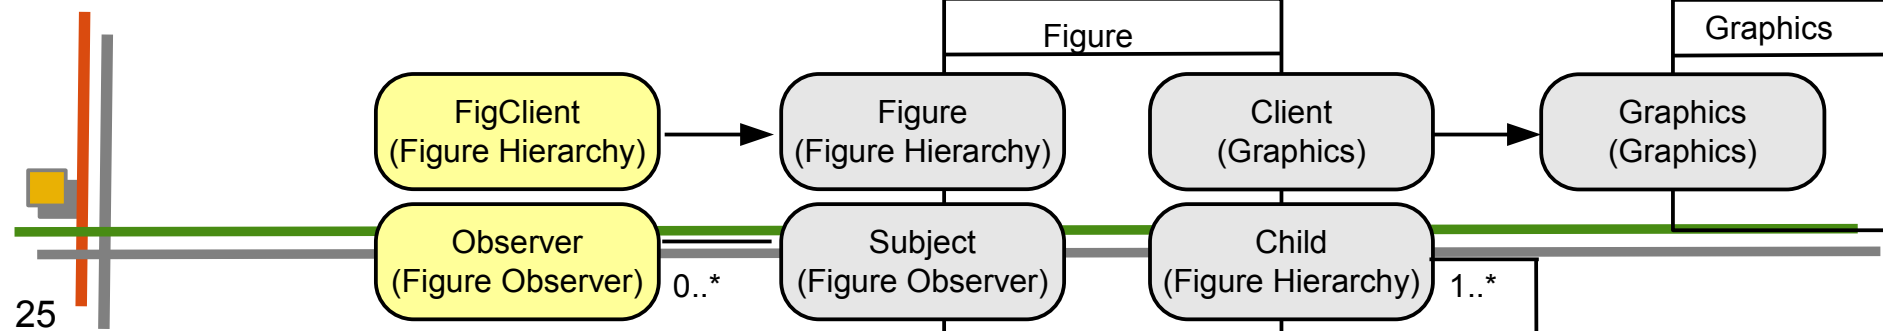 Figure
Graphics
FigClient
(Figure Hierarchy)
Figure
(Figure Hierarchy)
Client
(Graphics)
Graphics
(Graphics)
Observer
(Figure Observer)
0..*
Subject
(Figure Observer)
Child
(Figure Hierarchy)
1..*
25